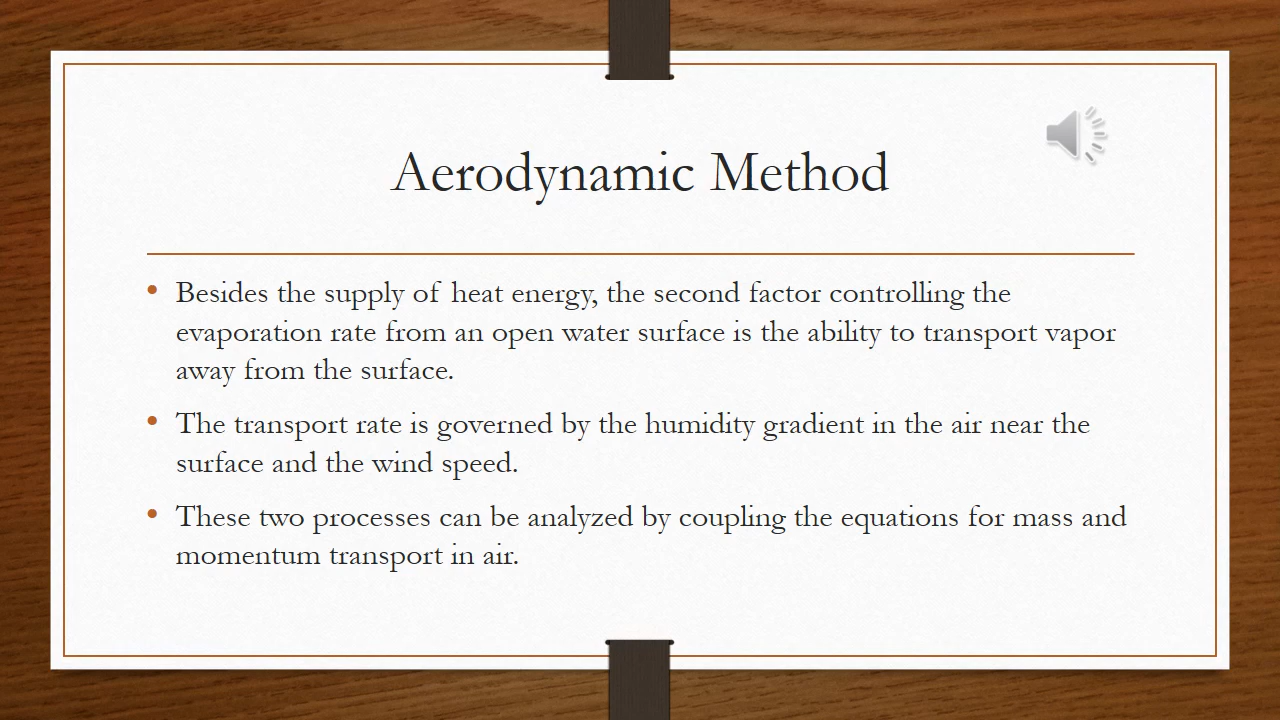 Aerodynamic Method
• Besides the supply of heat energy, the second factor controlling the
evaporation rate from an open water surface is the ability to transport vapor
away from the surface.
• The transport rate is governed by the humidity gradient in the air near the
surface and the wind speed.
• These two processes can be analyzed by coupling the equations for mass and
momentum transport in air.